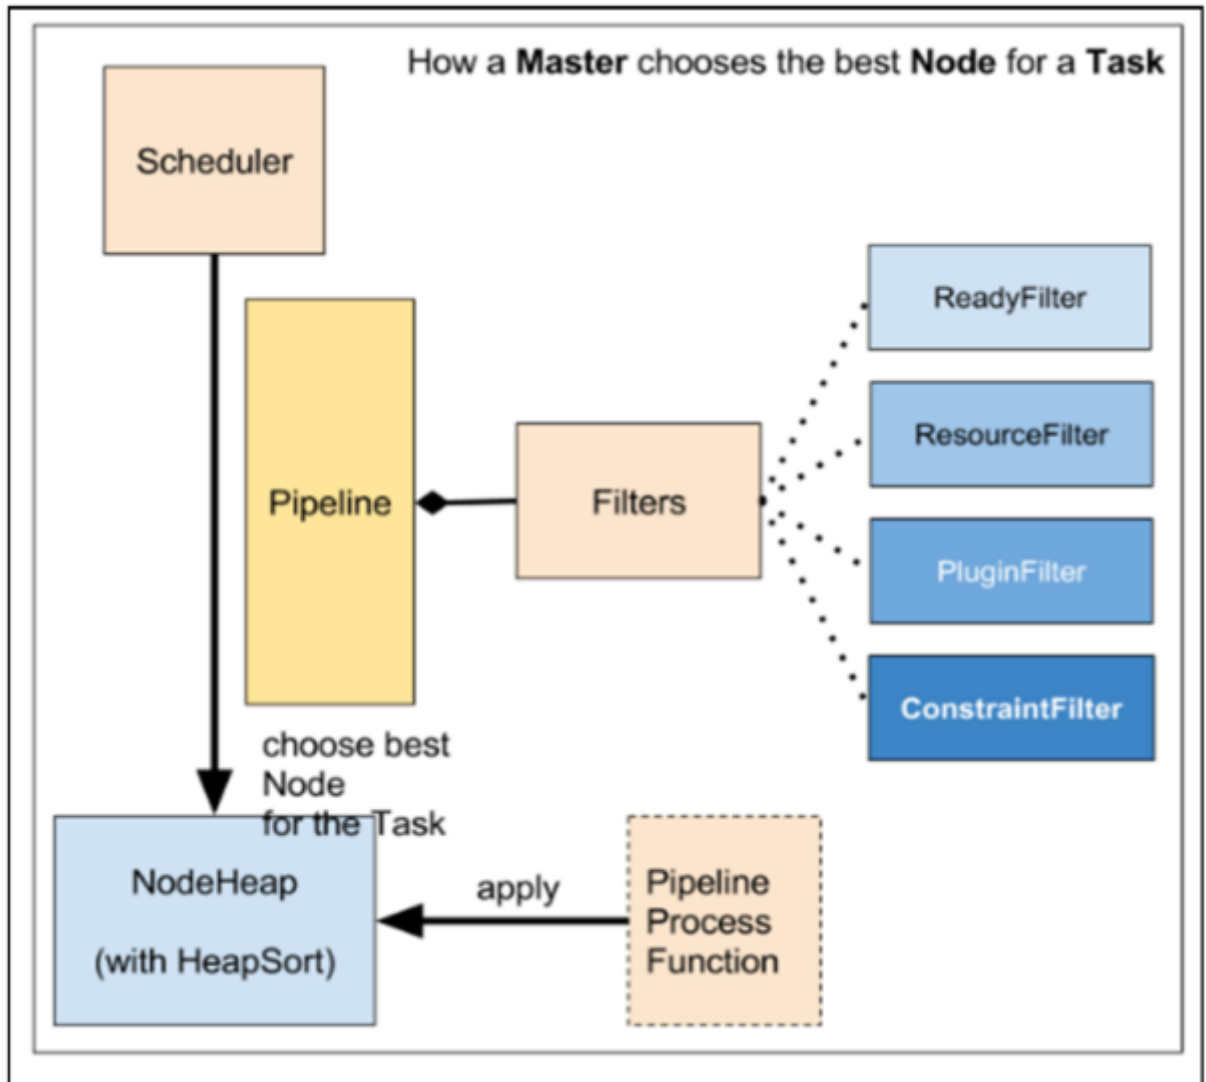 How a Master chooses the best Node for a Task
Scheduler
ReadyFilter
ResourceFilter
Pipeline
Filters
PluginFilter
ConstraintFilter
choose best
Node
for the Task
NodeHeap
(with HeapSort)
apply
Pipeline
Process
Function